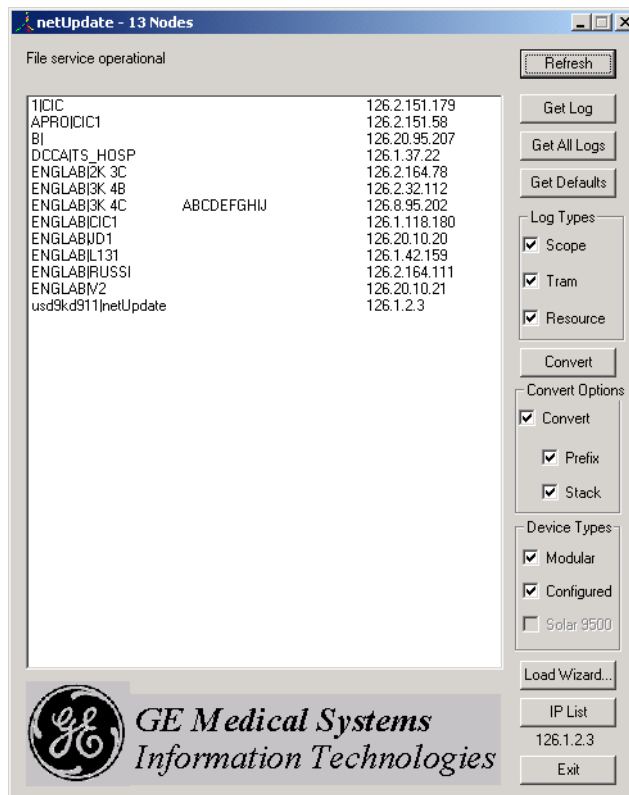 netUpdate - 13 Nodes
File service operational
Refresh
1|CIC 126.2.151.179
APRO|CIC1 126.2.151.58
B| 126.20.95.207
DCCA|TS_HOSP 126.1.37.22
ENGLAB|2K 3C 126.2.164.78
ENGLAB|3K 4B 126.2.32.112
ENGLAB|3K 4C ABCDEFGHIJ 126.8.95.202
ENGLAB|CIC1 126.1.118.180
ENGLAB|JD1 126.20.10.20
ENGLAB|L131 126.1.42.159
ENGLAB|RUSSI 126.2.164.111
ENGLAB|V2 126.20.10.21
usd9kd911|netUpdate 126.1.2.3
Get Log
Get All Logs
Get Defaults
Log Types
Scope
Tram
Resource
Convert
Convert Options
Convert
Prefix
Stack
Device Types
Modular
Configured
Solar 9500
Load Wizard...
IP List
126.1.2.3
Exit
GE
GE Medical Systems
Information Technologies